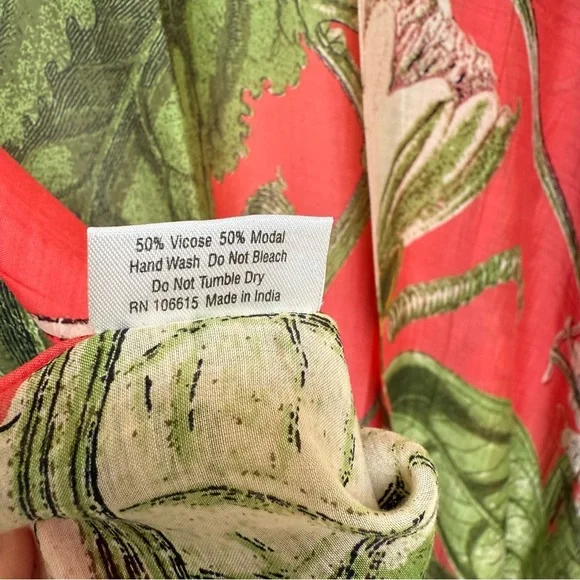 50% Vicose 50% Modal
Hand Wash Do Not Bleach
Do Not Tumble Dry
RN 106615 Made in India